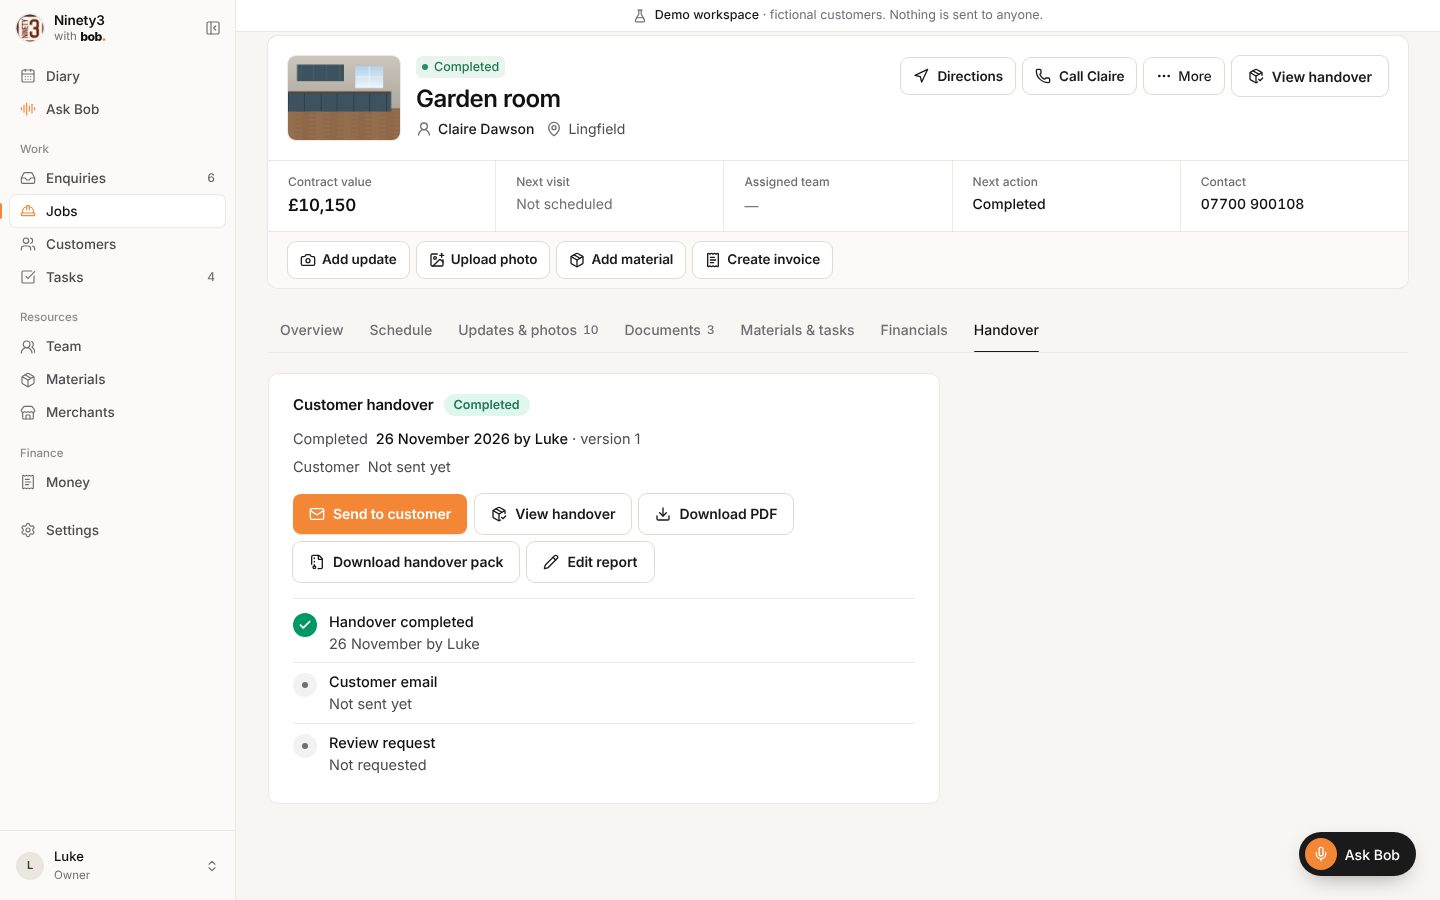 Ninety3
with bob.
Diary
Ask Bob
Work
Enquiries 6
Jobs
Customers
Tasks 4
Resources
Team
Materials
Merchants
Finance
Money
Settings
L
Luke
Owner
Demo workspace · fictional customers. Nothing is sent to anyone.
Completed
Garden room
Claire Dawson Lingfield
Directions Call Claire ··· More View handover
Contract value
£10,150
Next visit
Not scheduled
Assigned team
—
Next action
Completed
Contact
07700 900108
Add update Upload photo Add material Create invoice
Overview Schedule Updates & photos 10 Documents 3 Materials & tasks Financials Handover
Customer handover Completed
Completed 26 November 2026 by Luke · version 1
Customer Not sent yet
Send to customer View handover Download PDF
Download handover pack Edit report
Handover completed
26 November by Luke
Customer email
Not sent yet
Review request
Not requested
Ask Bob